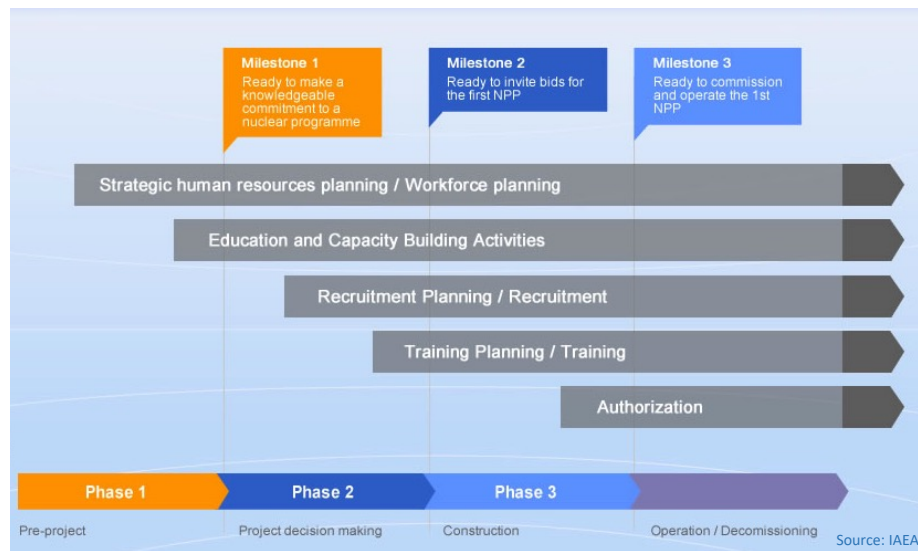 Milestone 1
Ready to make a
knowledgeable
commitment to a
nuclear programme
Milestone 2
Ready to invite bids for
the first NPP
Milestone 3
Ready to commission
and operate the 1st
NPP
Strategic human resources planning / Workforce planning
Education and Capacity Building Activities
Recruitment Planning / Recruitment
Training Planning / Training
Authorization
Phase 1
Phase 2
Phase 3
Pre-project
Project decision making
Construction
Operation / Decomissioning
Source: IAEA